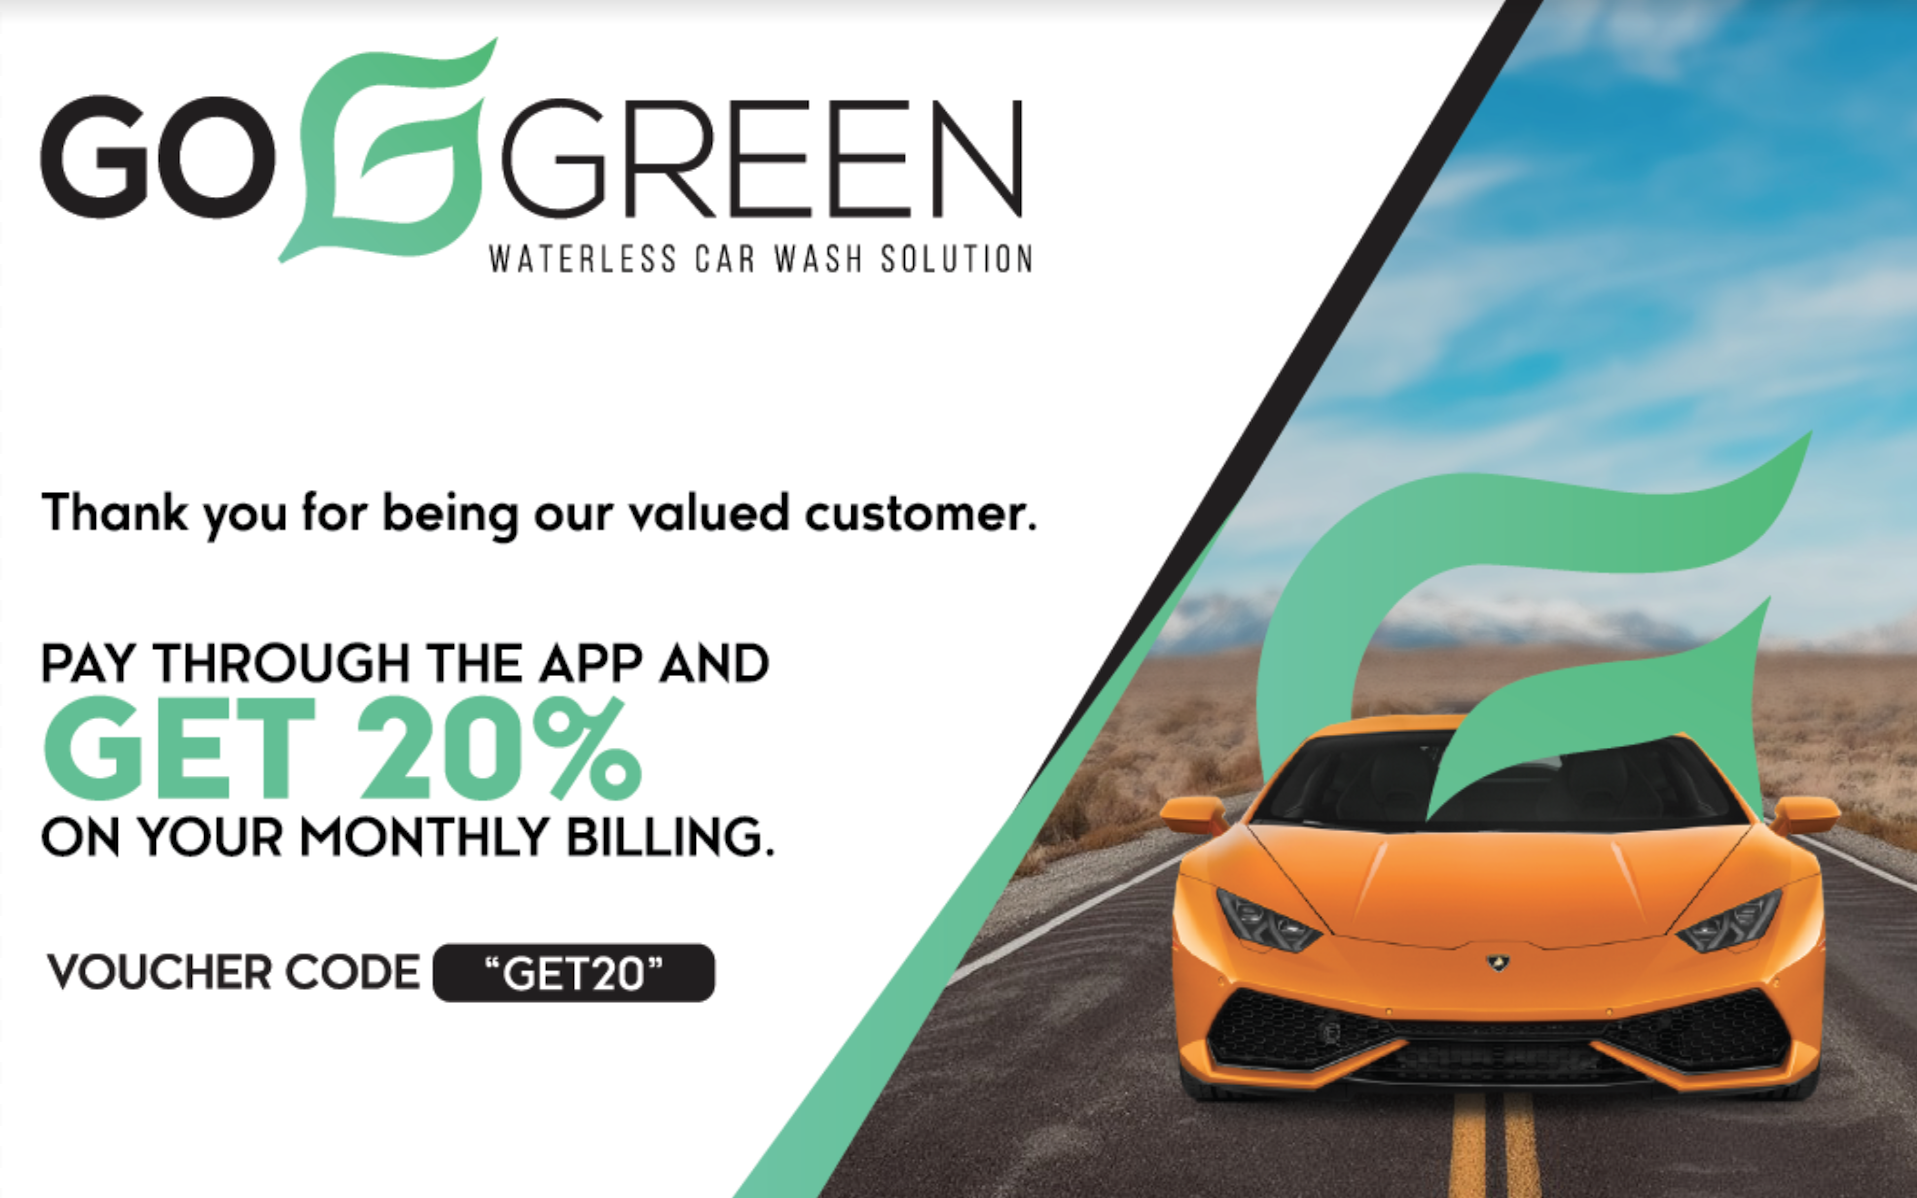 GO GREEN
WATERLESS CAR WASH SOLUTION
Thank you for being our valued customer.
PAY THROUGH THE APP AND
GET 20%
ON YOUR MONTHLY BILLING.
VOUCHER CODE “GET20”